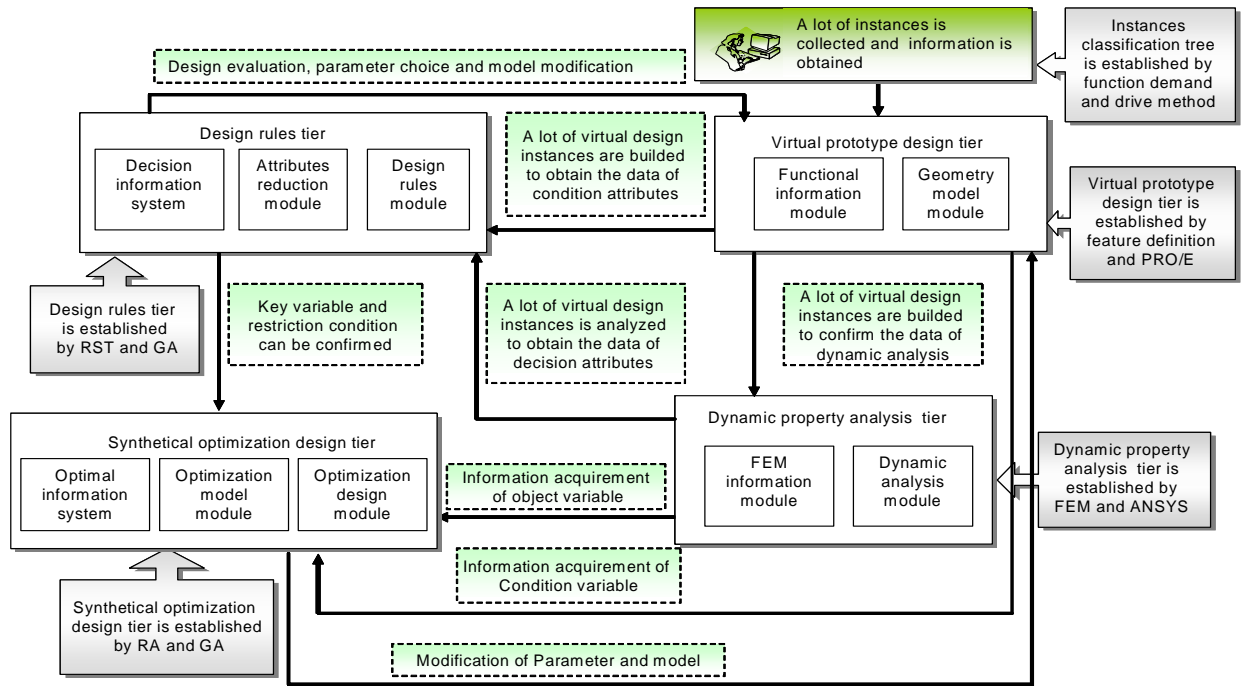 A lot of instances is
collected and information is
obtained
Instances
classification tree
is established by
function demand
and drive method
Design evaluation, parameter choice and model modification
Design rules tier
Decision
information
system
Attributes
reduction
module
Design
rules
module
A lot of virtual design
instances are builded
to obtain the data of
condition attributes
Virtual prototype design tier
Functional
information
module
Geometry
model
module
Virtual prototype
design tier is
established by
feature definition
and PRO/E
Design rules tier
is established
by RST and GA
Key variable and
restriction condition
can be confirmed
A lot of virtual design
instances is analyzed
to obtain the data of
decision attributes
A lot of virtual design
instances are builded
to confirm the data of
dynamic analysis
Synthetical optimization design tier
Optimal
information
system
Optimization
model
module
Optimization
design
module
Information acquirement
of object variable
Dynamic property analysis tier
FEM
information
module
Dynamic
analysis
module
Dynamic property
analysis tier is
established by
FEM and ANSYS
Information acquirement of
Condition variable
Synthetical optimization
design tier is established
by RA and GA
Modification of Parameter and model